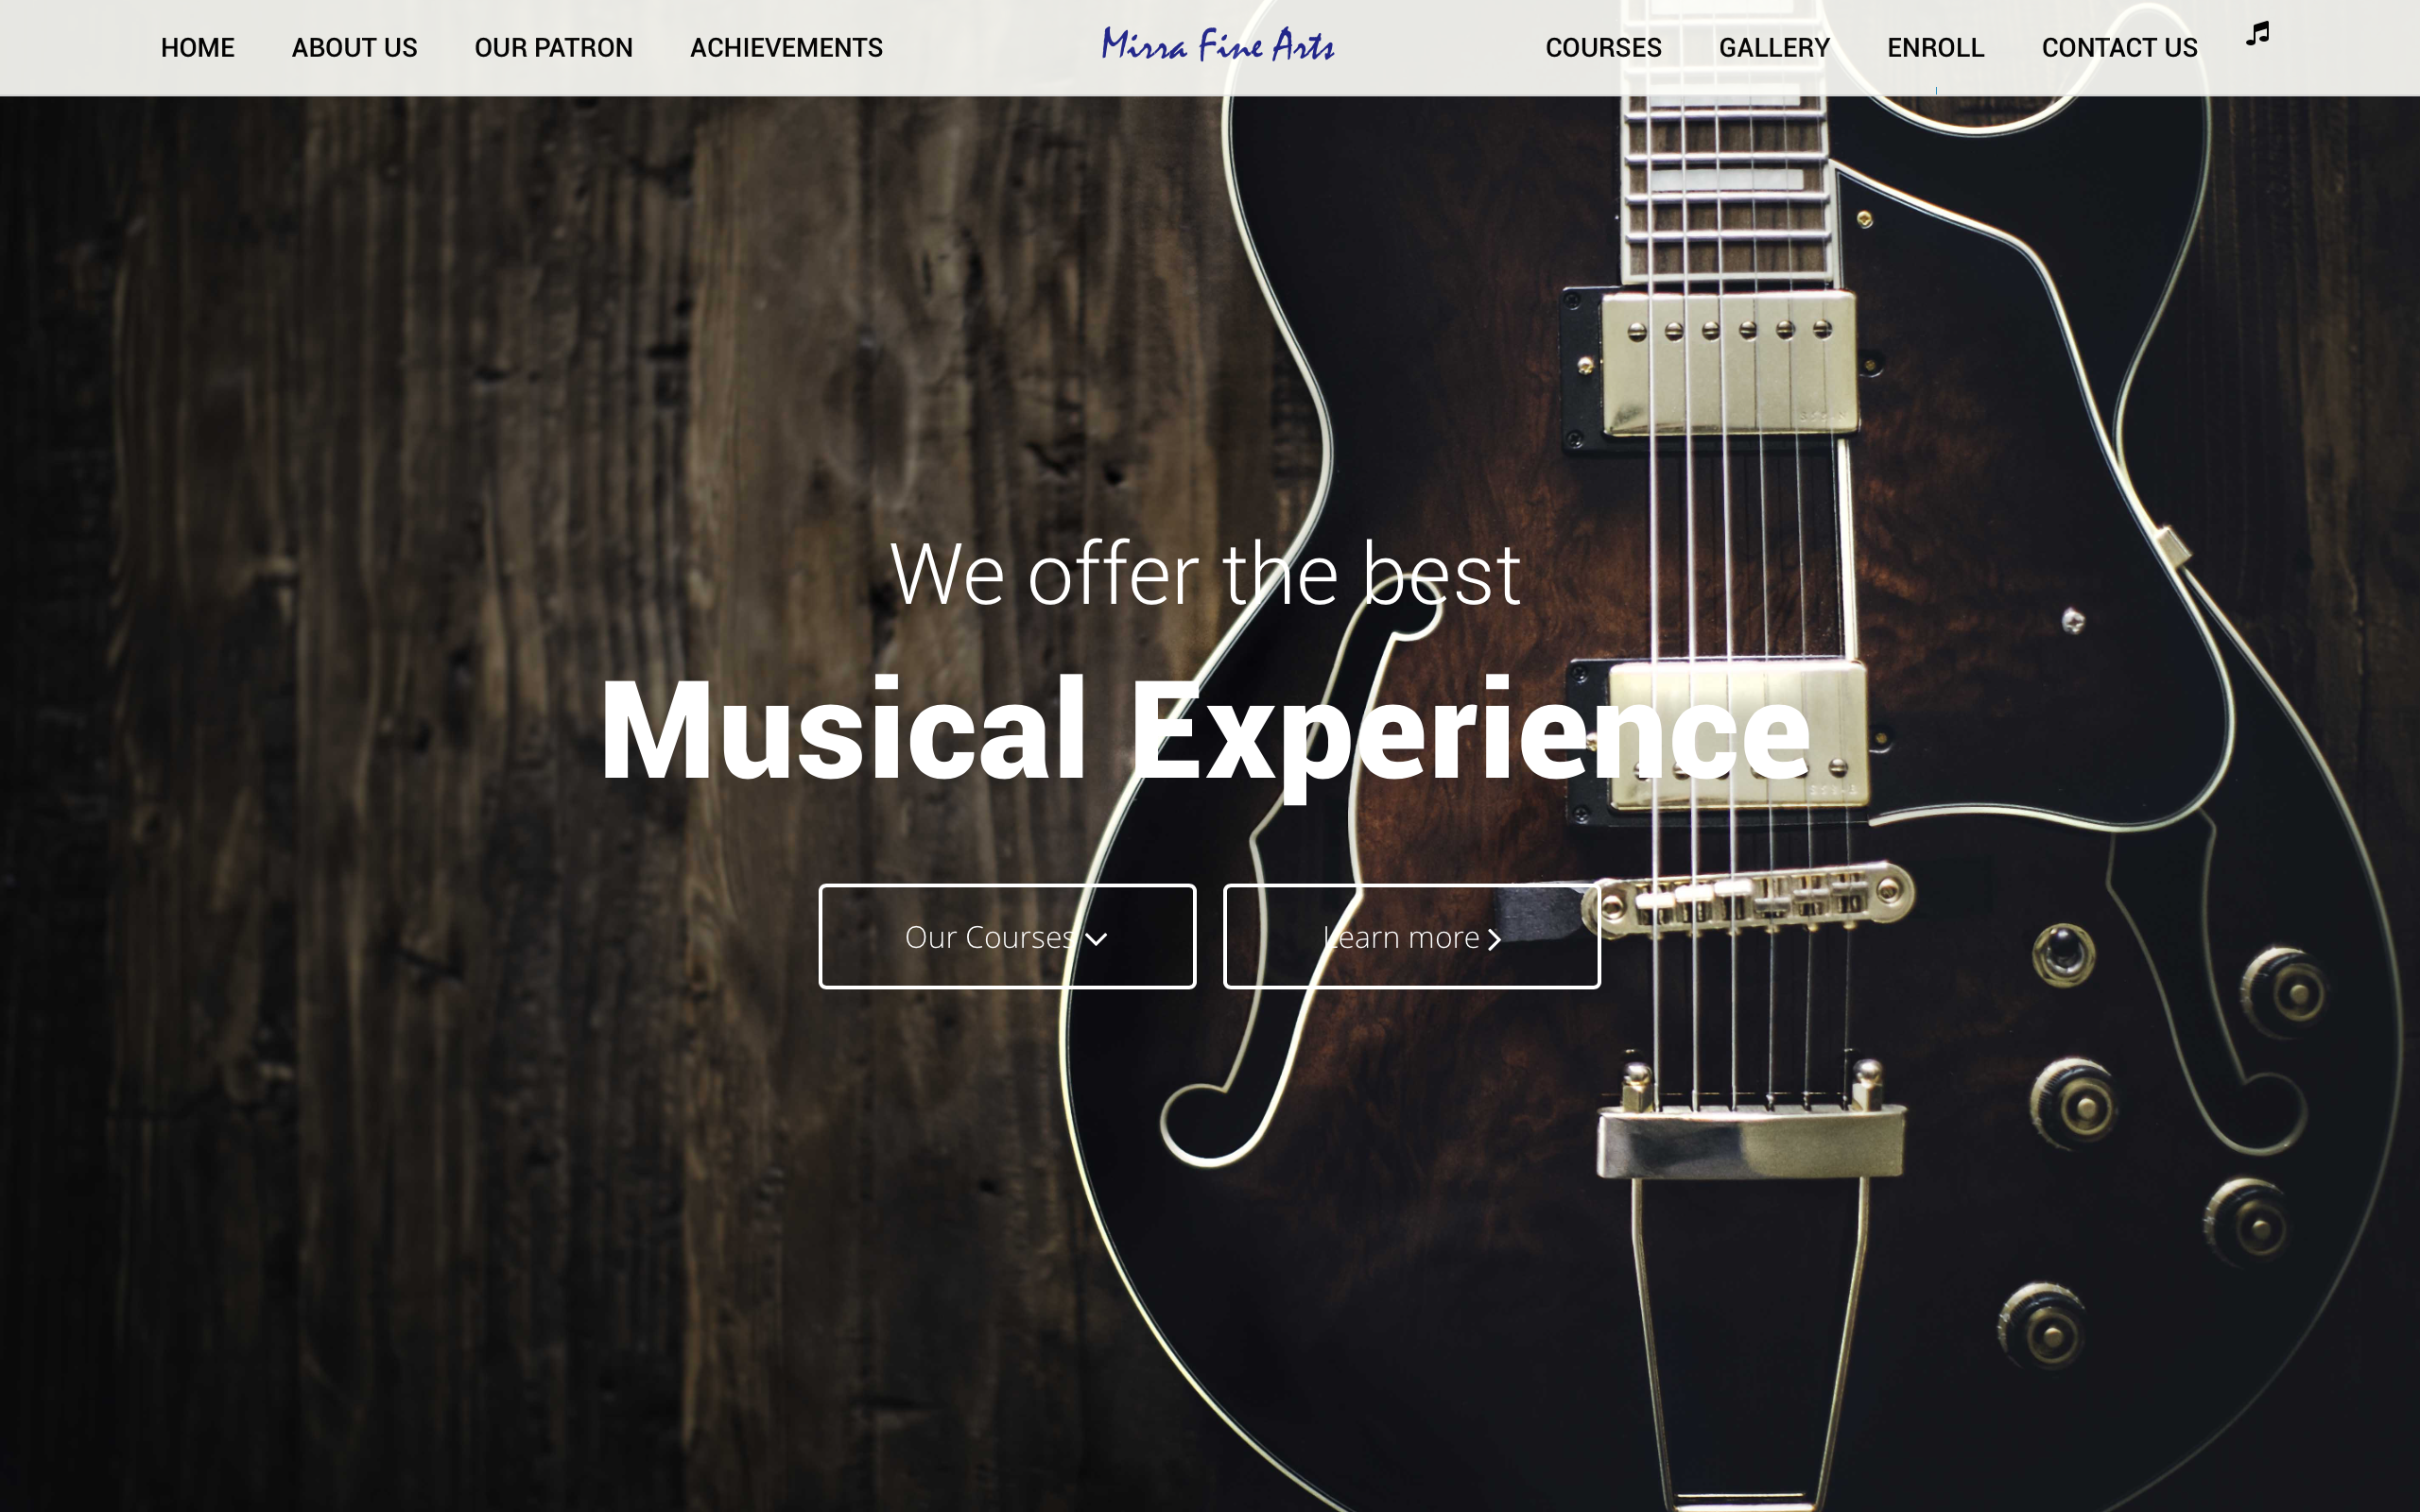 HOME ABOUT US OUR PATRON ACHIEVEMENTS Mirra Fine Arts COURSES GALLERY ENROLL CONTACT US
We offer the best
Musical Experience
Our Courses Learn more